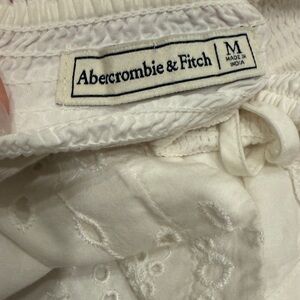 Abercrombie & Fitch
M
MADE IN
INDIA